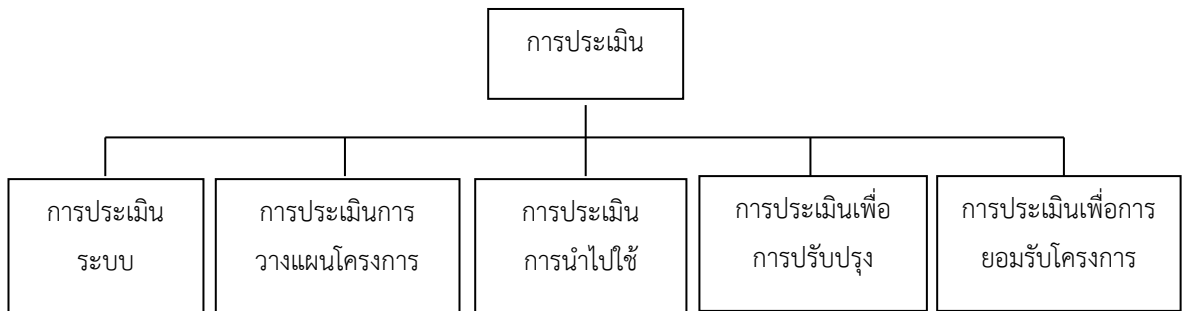 การประเมิน
การประเมิน
ระบบ
การประเมินการ
วางแผนโครงการ
การประเมิน
การนำไปใช้
การประเมินเพื่อ
การปรับปรุง
การประเมินเพื่อการ
ยอมรับโครงการ